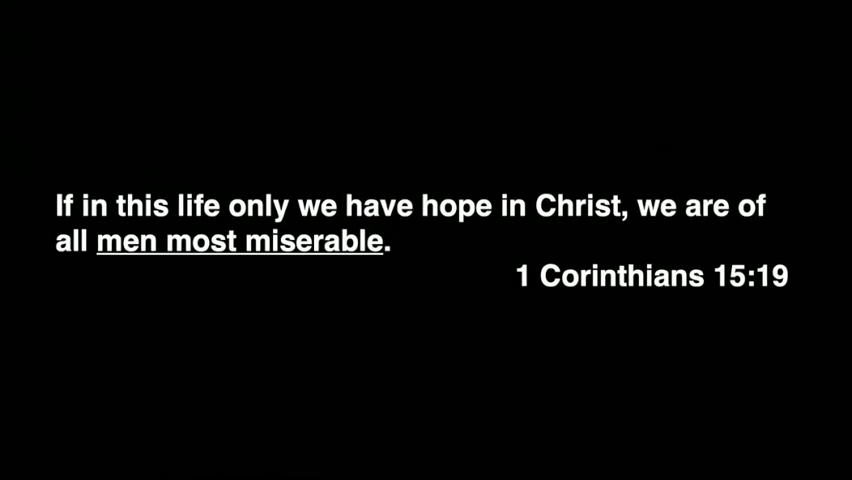 If in this life only we have hope in Christ, we are of
all men most miserable.
1 Corinthians 15:19